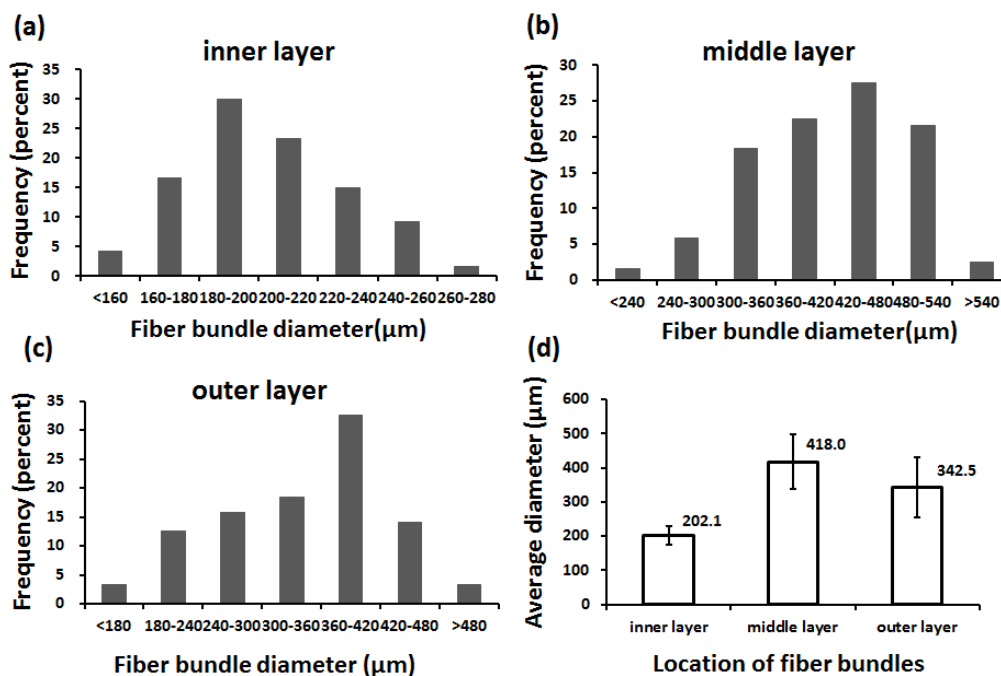 (a)
inner layer
Frequency (percent)
35
30
25
20
15
10
5
0
<160 160-180 180-200 200-220 220-240 240-260 260-280
Fiber bundle diameter(μm)
(b)
middle layer
Frequency (percent)
30
25
20
15
10
5
0
<240 240-300 300-360 360-420 420-480 480-540 >540
Fiber bundle diameter(μm)
(c)
outer layer
Frequency (percent)
35
30
25
20
15
10
5
0
<180 180-240 240-300 300-360 360-420 420-480 >480
Fiber bundle diameter (μm)
(d)
Average diameter (μm)
600
500
400
300
200
100
0
202.1
418.0
342.5
inner layer middle layer outer layer
Location of fiber bundles